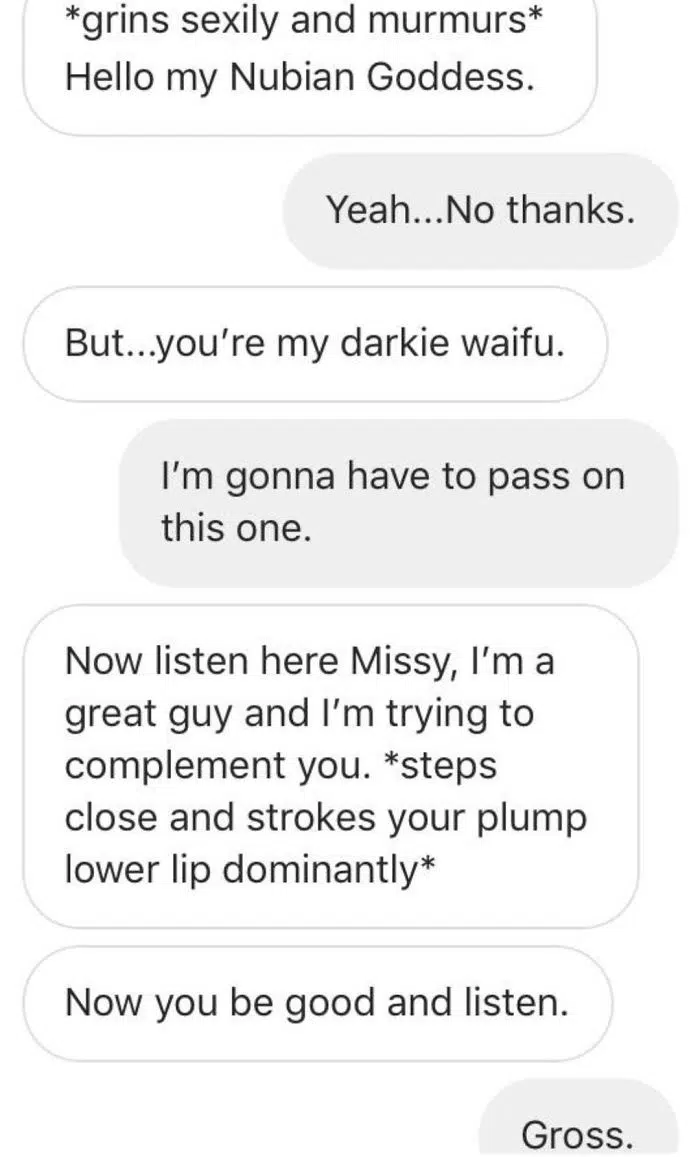 *grins sexily and murmurs*
Hello my Nubian Goddess.
Yeah...No thanks.
But...you're my darkie waifu.
I'm gonna have to pass on
this one.
Now listen here Missy, I'm a
great guy and I'm trying to
complement you. *steps
close and strokes your plump
lower lip dominantly*
Now you be good and listen.
Gross.